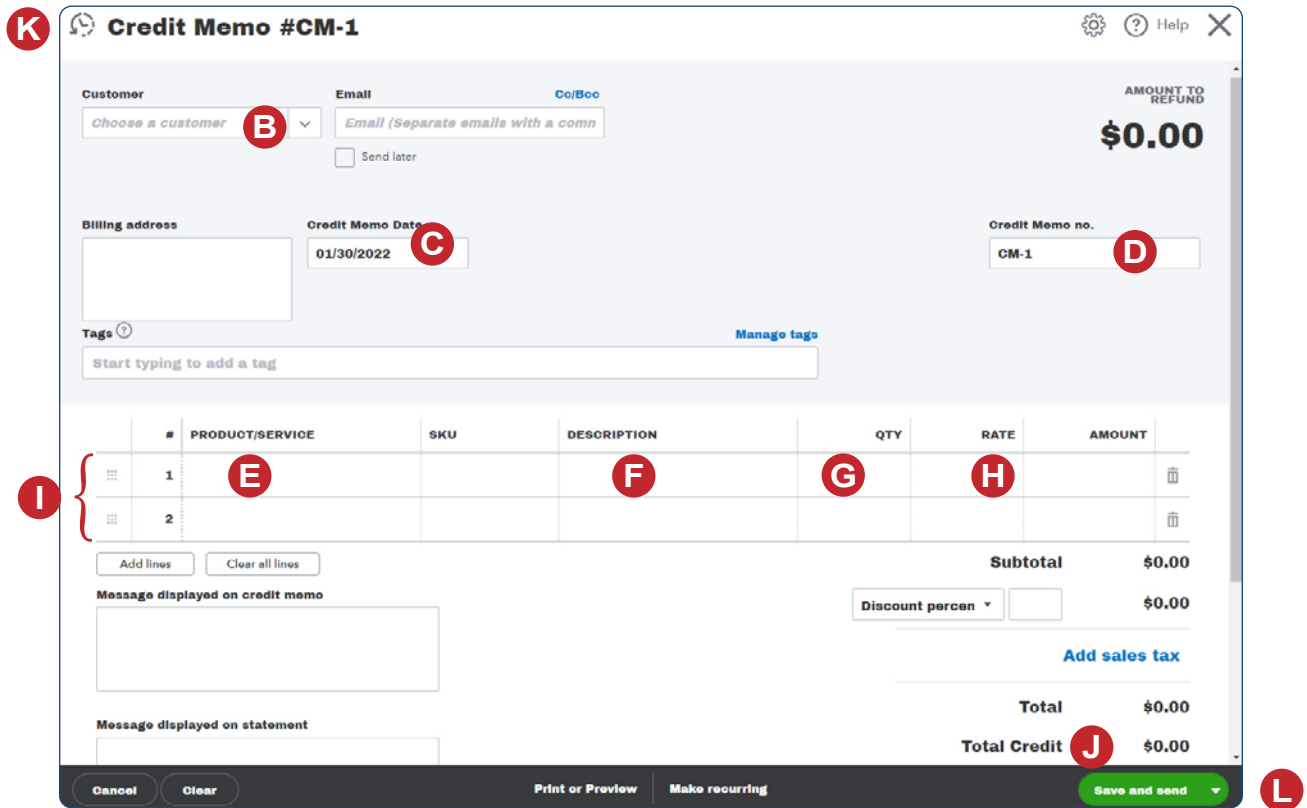 K
Credit Memo #CM-1
Help
Customer
Email
Cc/Bcc
AMOUNT TO REFUND
Choose a customer
B
Email (Separate emails with a comm
$0.00
Send later
Billing address
Credit Memo Date
C
Credit Memo no.
01/30/2022
CM-1
D
Tags
Manage tags
Start typing to add a tag
# PRODUCT/SERVICE SKU DESCRIPTION QTY RATE AMOUNT
I
1 E F G H
2
Add lines
Clear all lines
Subtotal $0.00
Message displayed on credit memo
Discount percen $0.00
Add sales tax
Total $0.00
Message displayed on statement
Total Credit J $0.00
Cancel
Clear
Print or Preview
Make recurring
Save and send
L